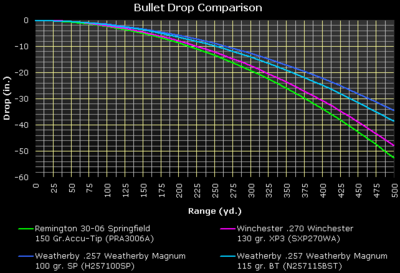 Bullet Drop Comparison
Drop (in.)
0
-10
-20
-30
-40
-50
-60
0 25 50 75 100 125 150 175 200 225 250 275 300 325 350 375 400 425 450 475 500
Range (yd.)
Remington 30-06 Springfield
150 Gr.Accu-Tip (PRA3006A)
Winchester .270 Winchester
130 gr. XP3 (SXP270WA)
Weatherby .257 Weatherby Magnum
100 gr. SP (H257100SP)
Weatherby .257 Weatherby Magnum
115 gr. BT (N257115BST)